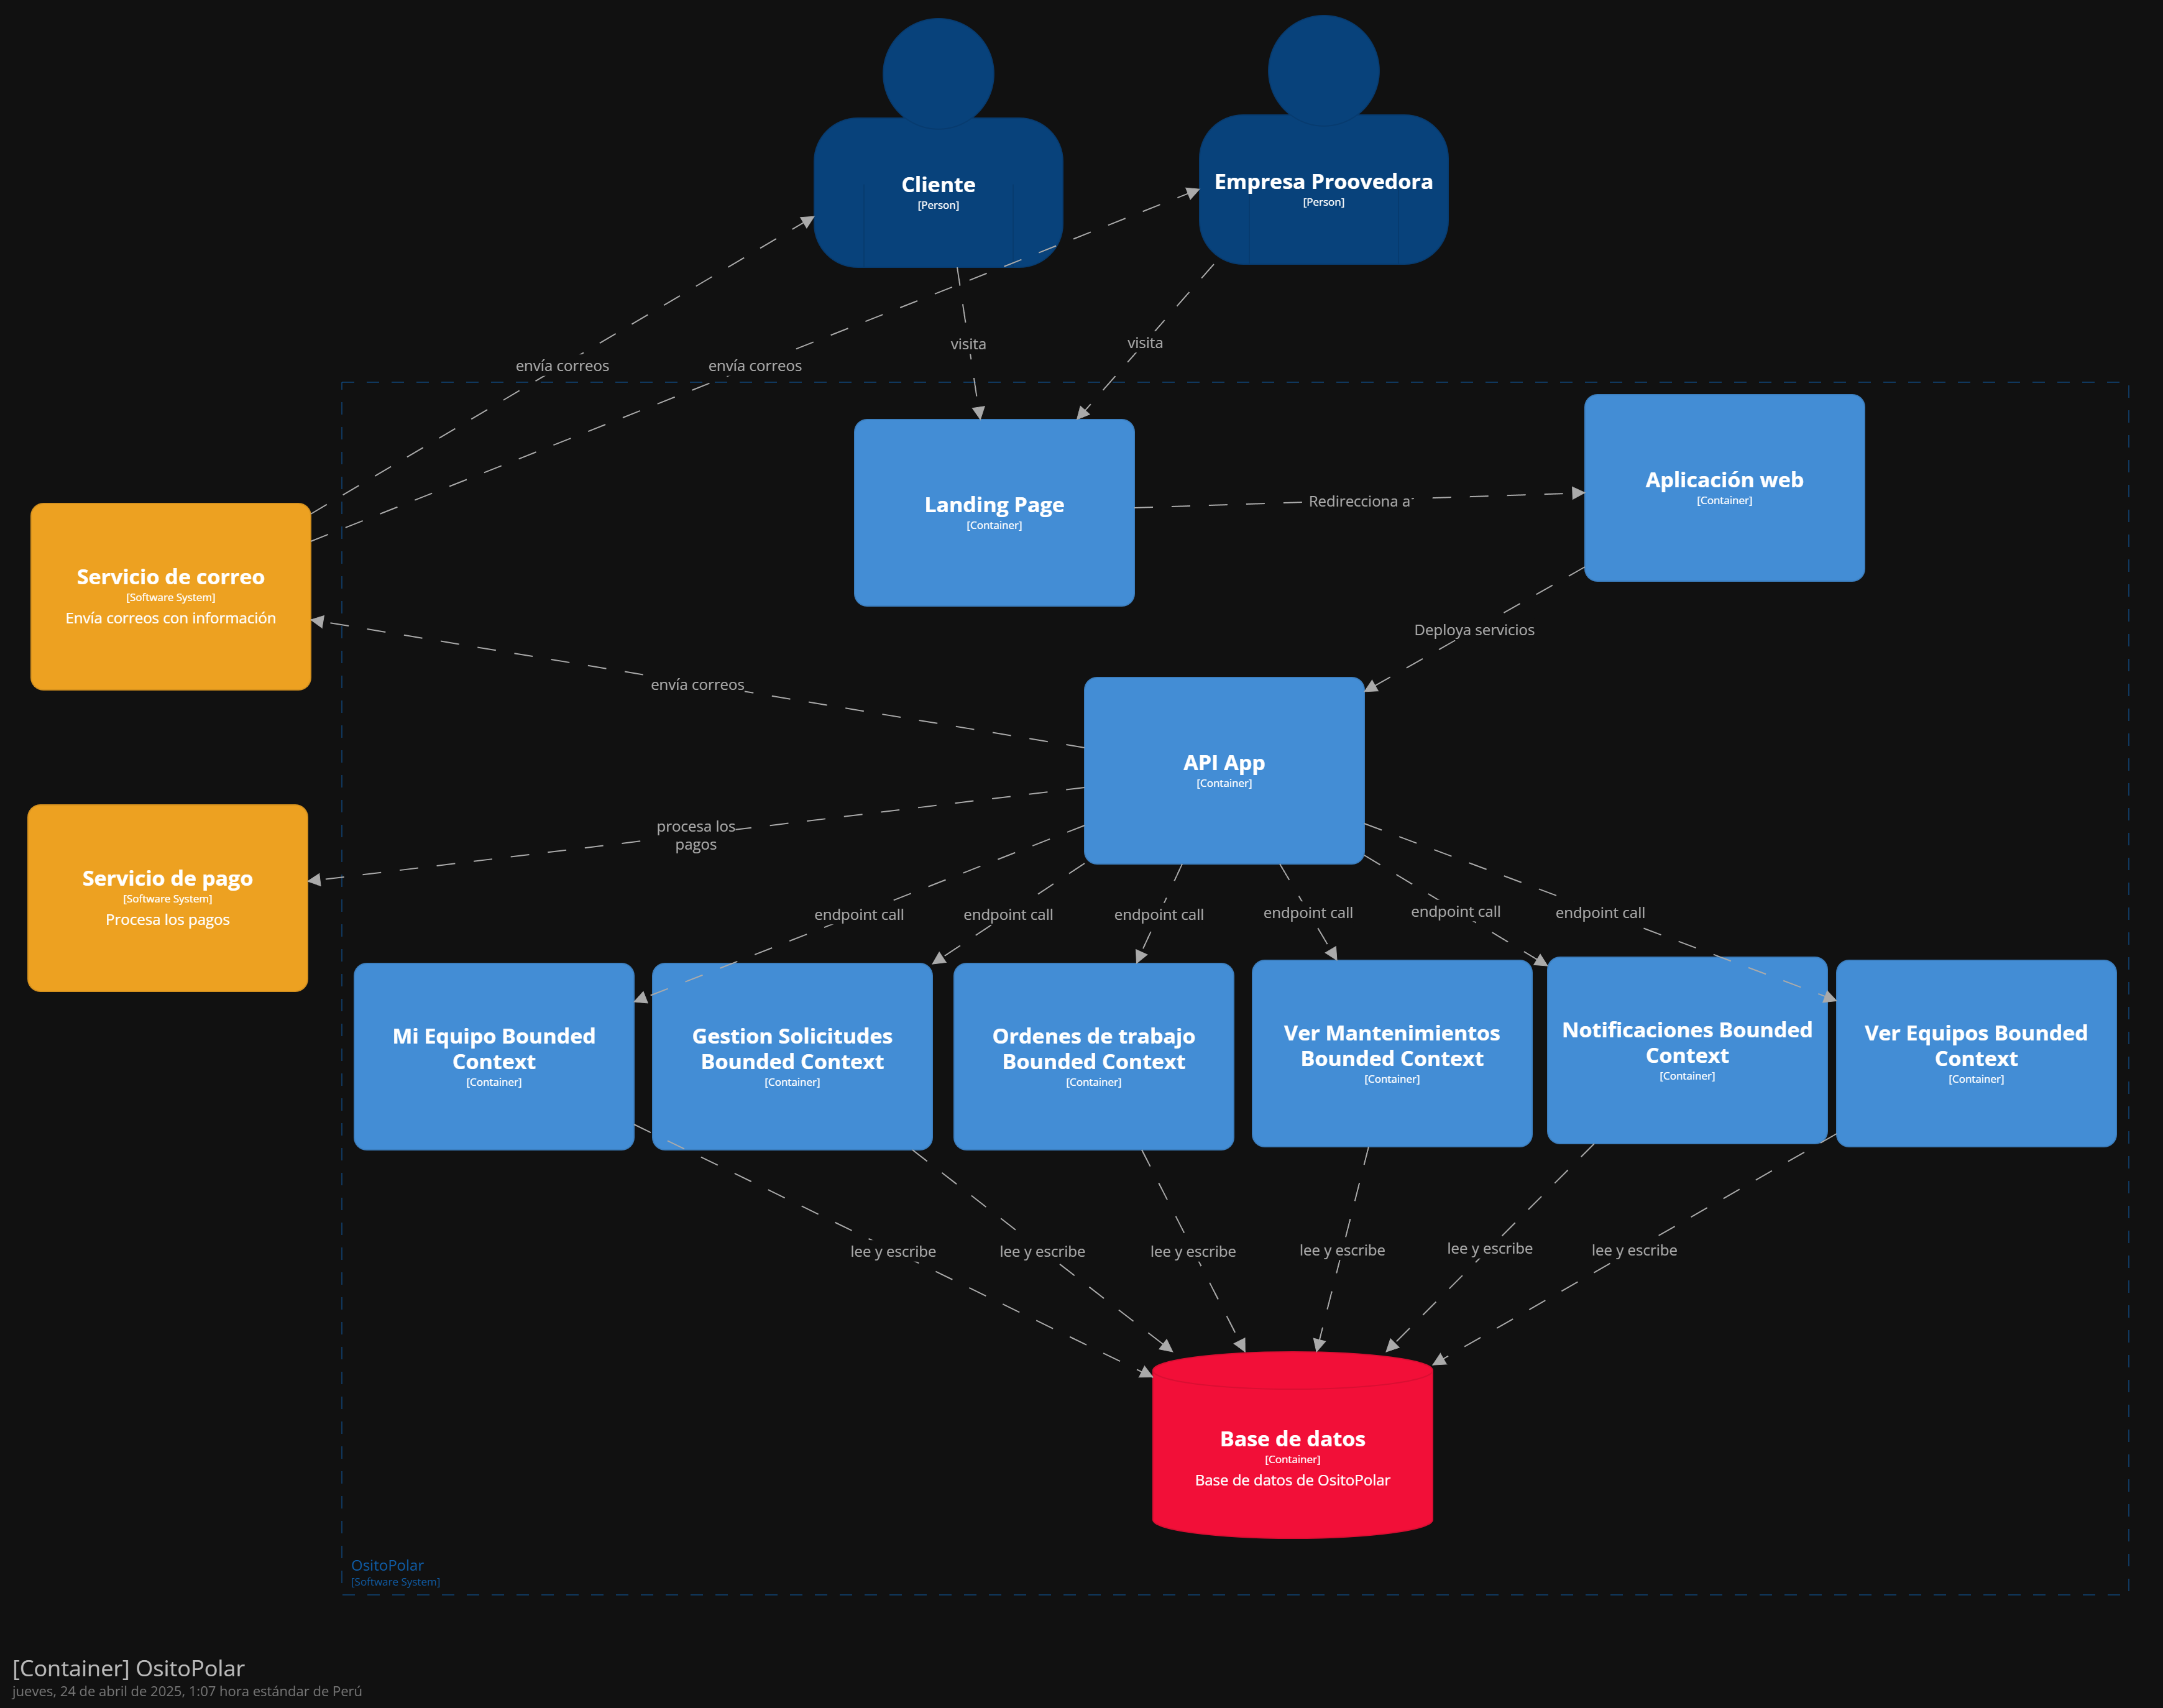 Cliente
[Person]
Empresa Proovedora
[Person]
visita
visita
envía correos
envía correos
Landing Page
[Container]
Redirecciona a
Aplicación web
[Container]
Servicio de correo
[Software System]
Envía correos con información
Deploya servicios
envía correos
API App
[Container]
procesa los
pagos
Servicio de pago
[Software System]
Procesa los pagos
endpoint call
endpoint call
endpoint call
endpoint call
endpoint call
endpoint call
Mi Equipo Bounded
Context
[Container]
Gestion Solicitudes
Bounded Context
[Container]
Ordenes de trabajo
Bounded Context
[Container]
Ver Mantenimientos
Bounded Context
[Container]
Notificaciones Bounded
Context
[Container]
Ver Equipos Bounded
Context
[Container]
lee y escribe
lee y escribe
lee y escribe
lee y escribe
lee y escribe
lee y escribe
Base de datos
[Container]
Base de datos de OsitoPolar
OsitoPolar
[Software System]
[Container] OsitoPolar
jueves, 24 de abril de 2025, 1:07 hora estándar de Perú